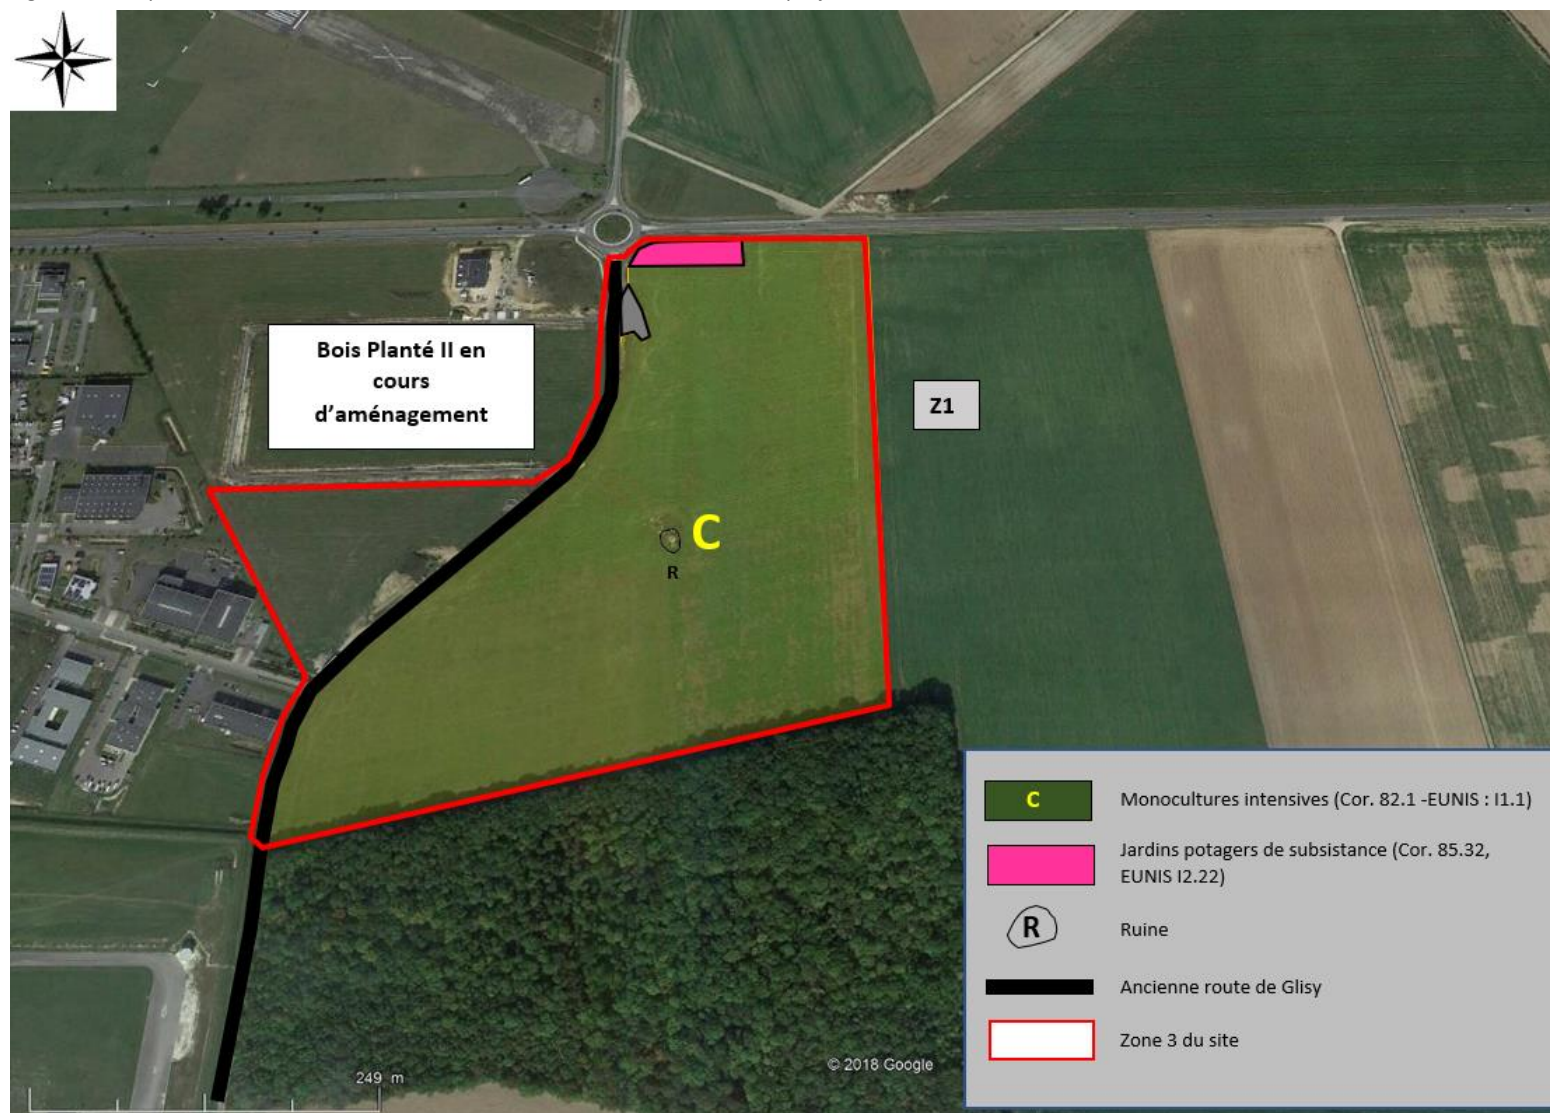 Bois Planté II en
cours
d’aménagement
Z1
C
R
C
Monocultures intensives (Cor. 82.1 -EUNIS : I1.1)
Jardins potagers de subsistance (Cor. 85.32,
EUNIS I2.22)
R
Ruine
Ancienne route de Glisy
Zone 3 du site
© 2018 Google
249 m